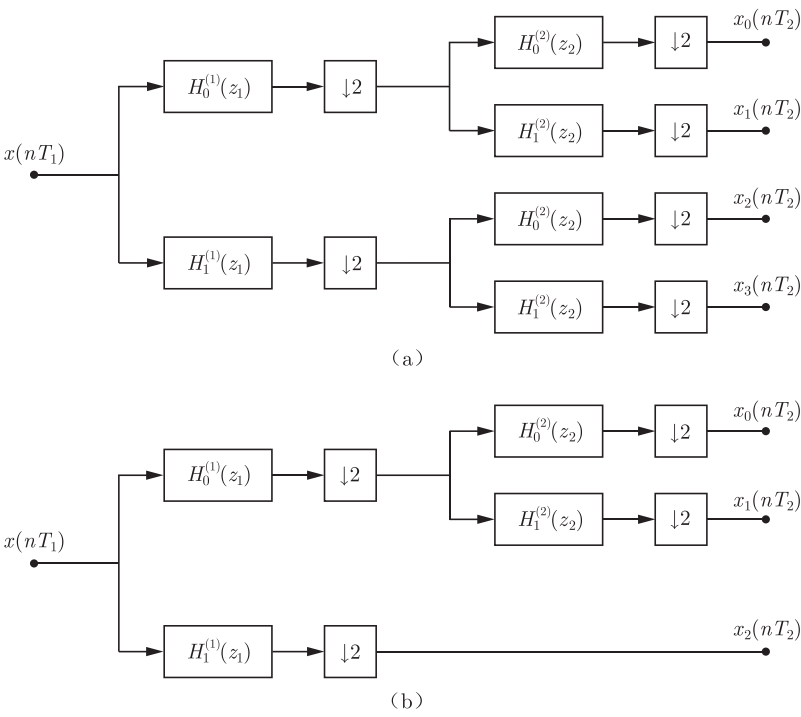 x_0(nT_2)
H_0^{(2)}(z_2) ↓2
H_0^{(1)}(z_1) ↓2
x_1(nT_2)
H_1^{(2)}(z_2) ↓2
x(nT_1)
x_2(nT_2)
H_0^{(2)}(z_2) ↓2
H_1^{(1)}(z_1) ↓2
x_3(nT_2)
H_1^{(2)}(z_2) ↓2
(a)
x_0(nT_2)
H_0^{(2)}(z_2) ↓2
H_0^{(1)}(z_1) ↓2
x_1(nT_2)
H_1^{(2)}(z_2) ↓2
x(nT_1)
x_2(nT_2)
H_1^{(1)}(z_1) ↓2
(b)